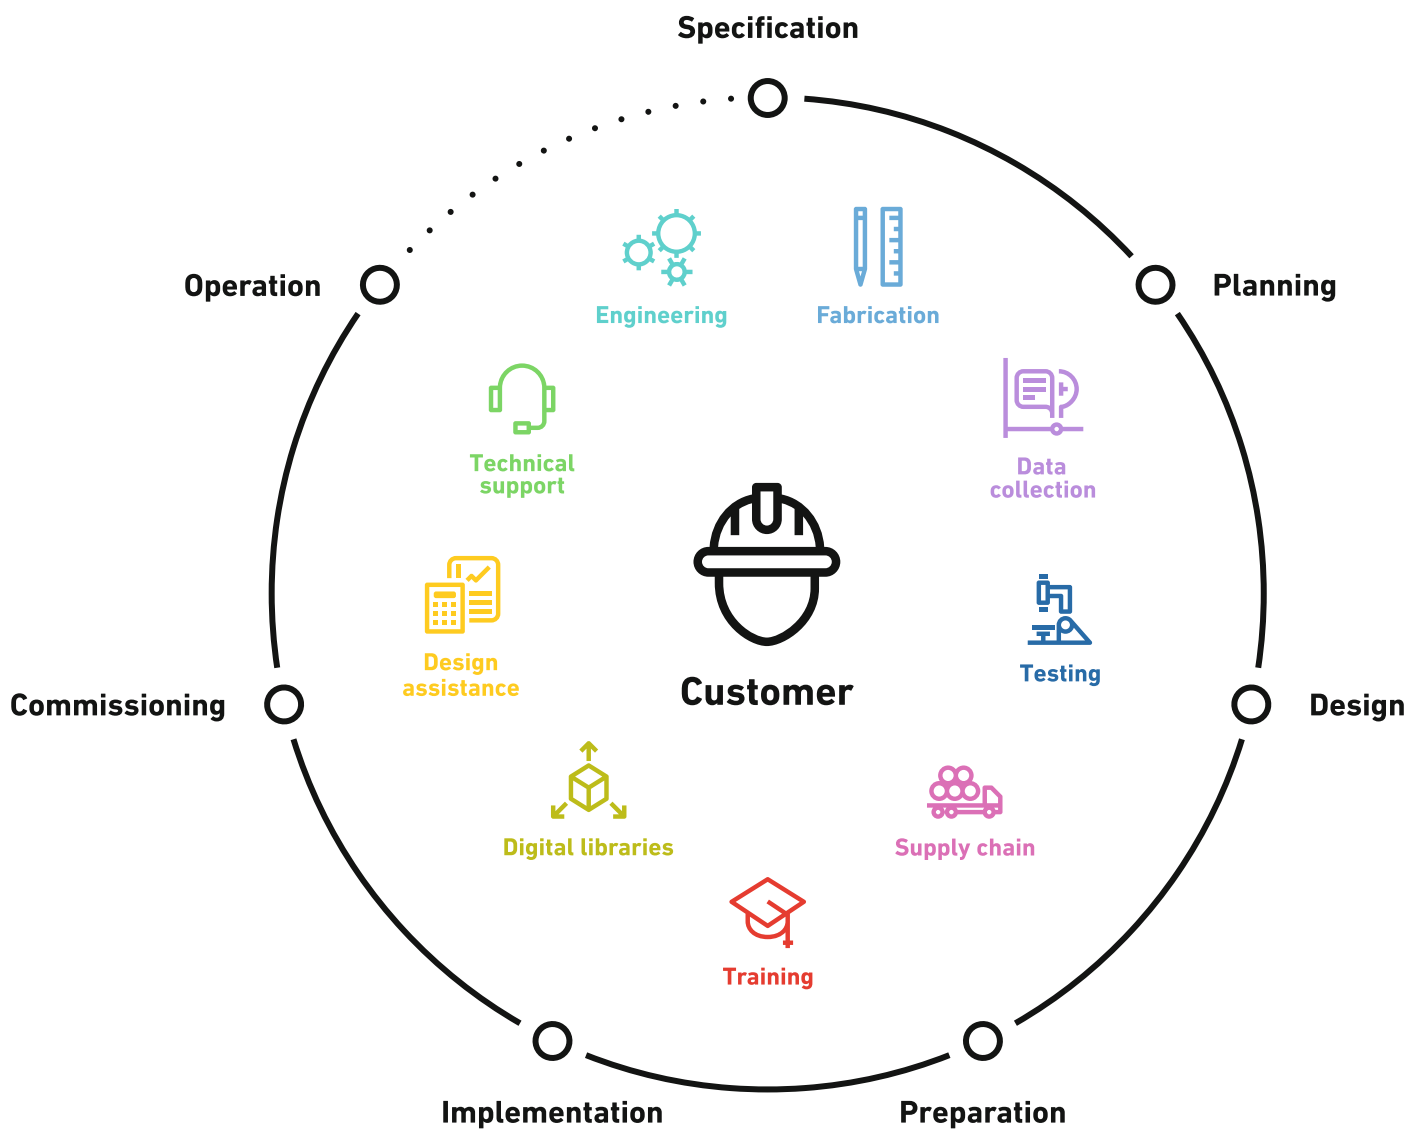 Specification
Engineering
Fabrication
Operation
Planning
Technical
support
Data
collection
Design
assistance
Customer
Testing
Commissioning
Design
Digital libraries
Supply chain
Training
Implementation
Preparation